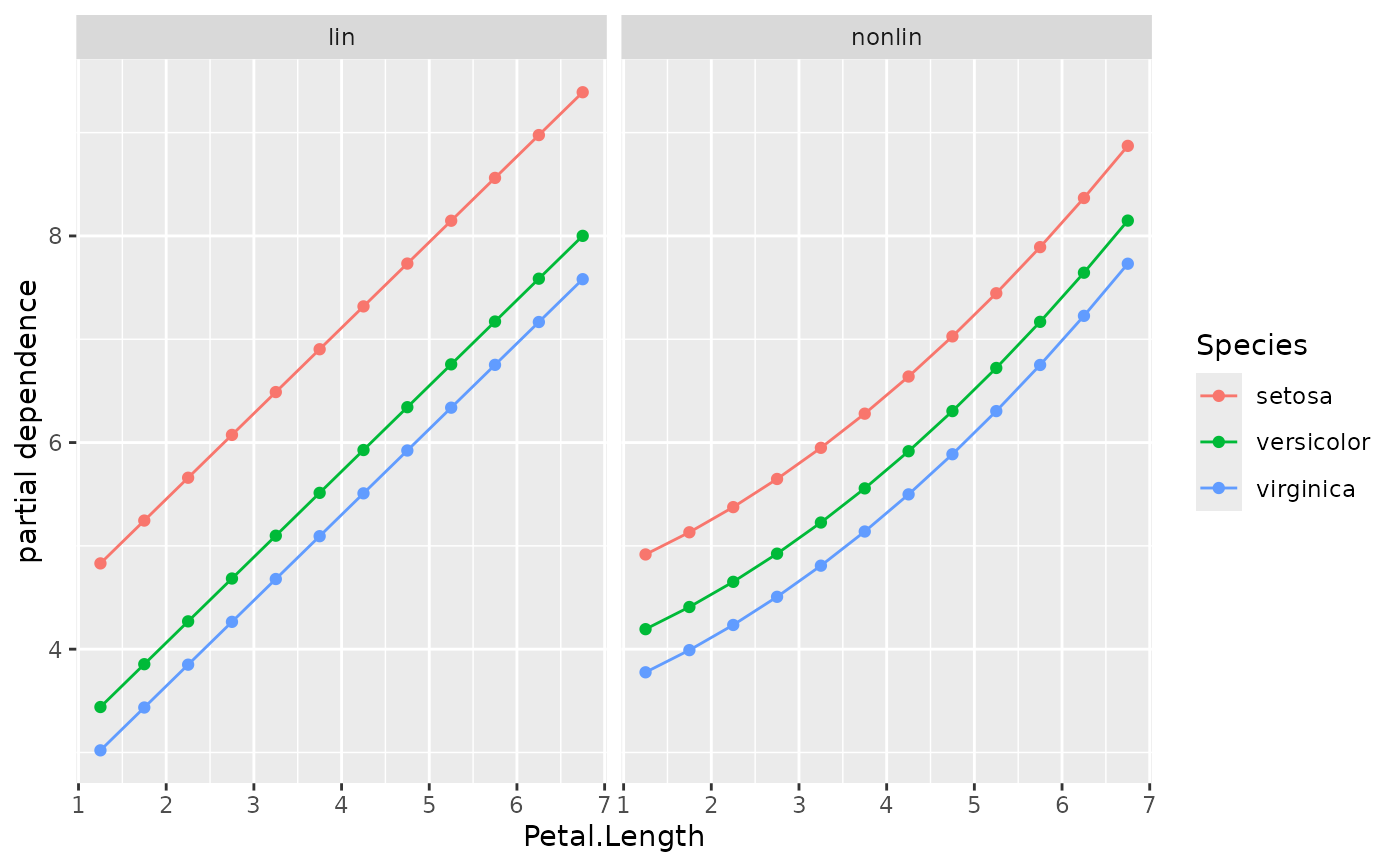 lin
nonlin
partial dependence
8
6
4
1 2 3 4 5 6 7
1 2 3 4 5 6 7
Petal.Length
Species
setosa
versicolor
virginica